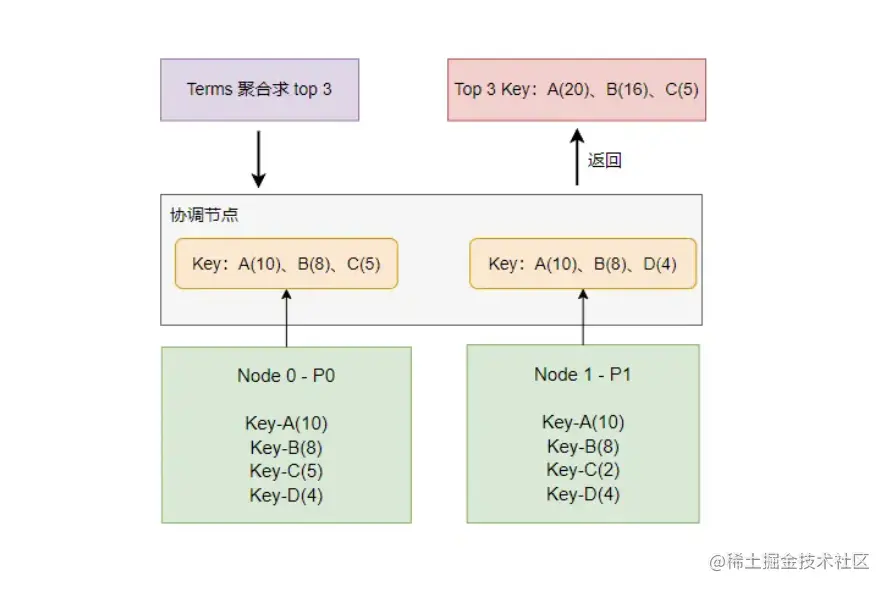 Terms 聚合求 top 3
Top 3 Key：A(20)、B(16)、C(5)
返回
协调节点
Key：A(10)、B(8)、C(5)
Key：A(10)、B(8)、D(4)
Node 0 - P0
Key-A(10)
Key-B(8)
Key-C(5)
Key-D(4)
Node 1 - P1
Key-A(10)
Key-B(8)
Key-C(2)
Key-D(4)
@稀土掘金技术社区